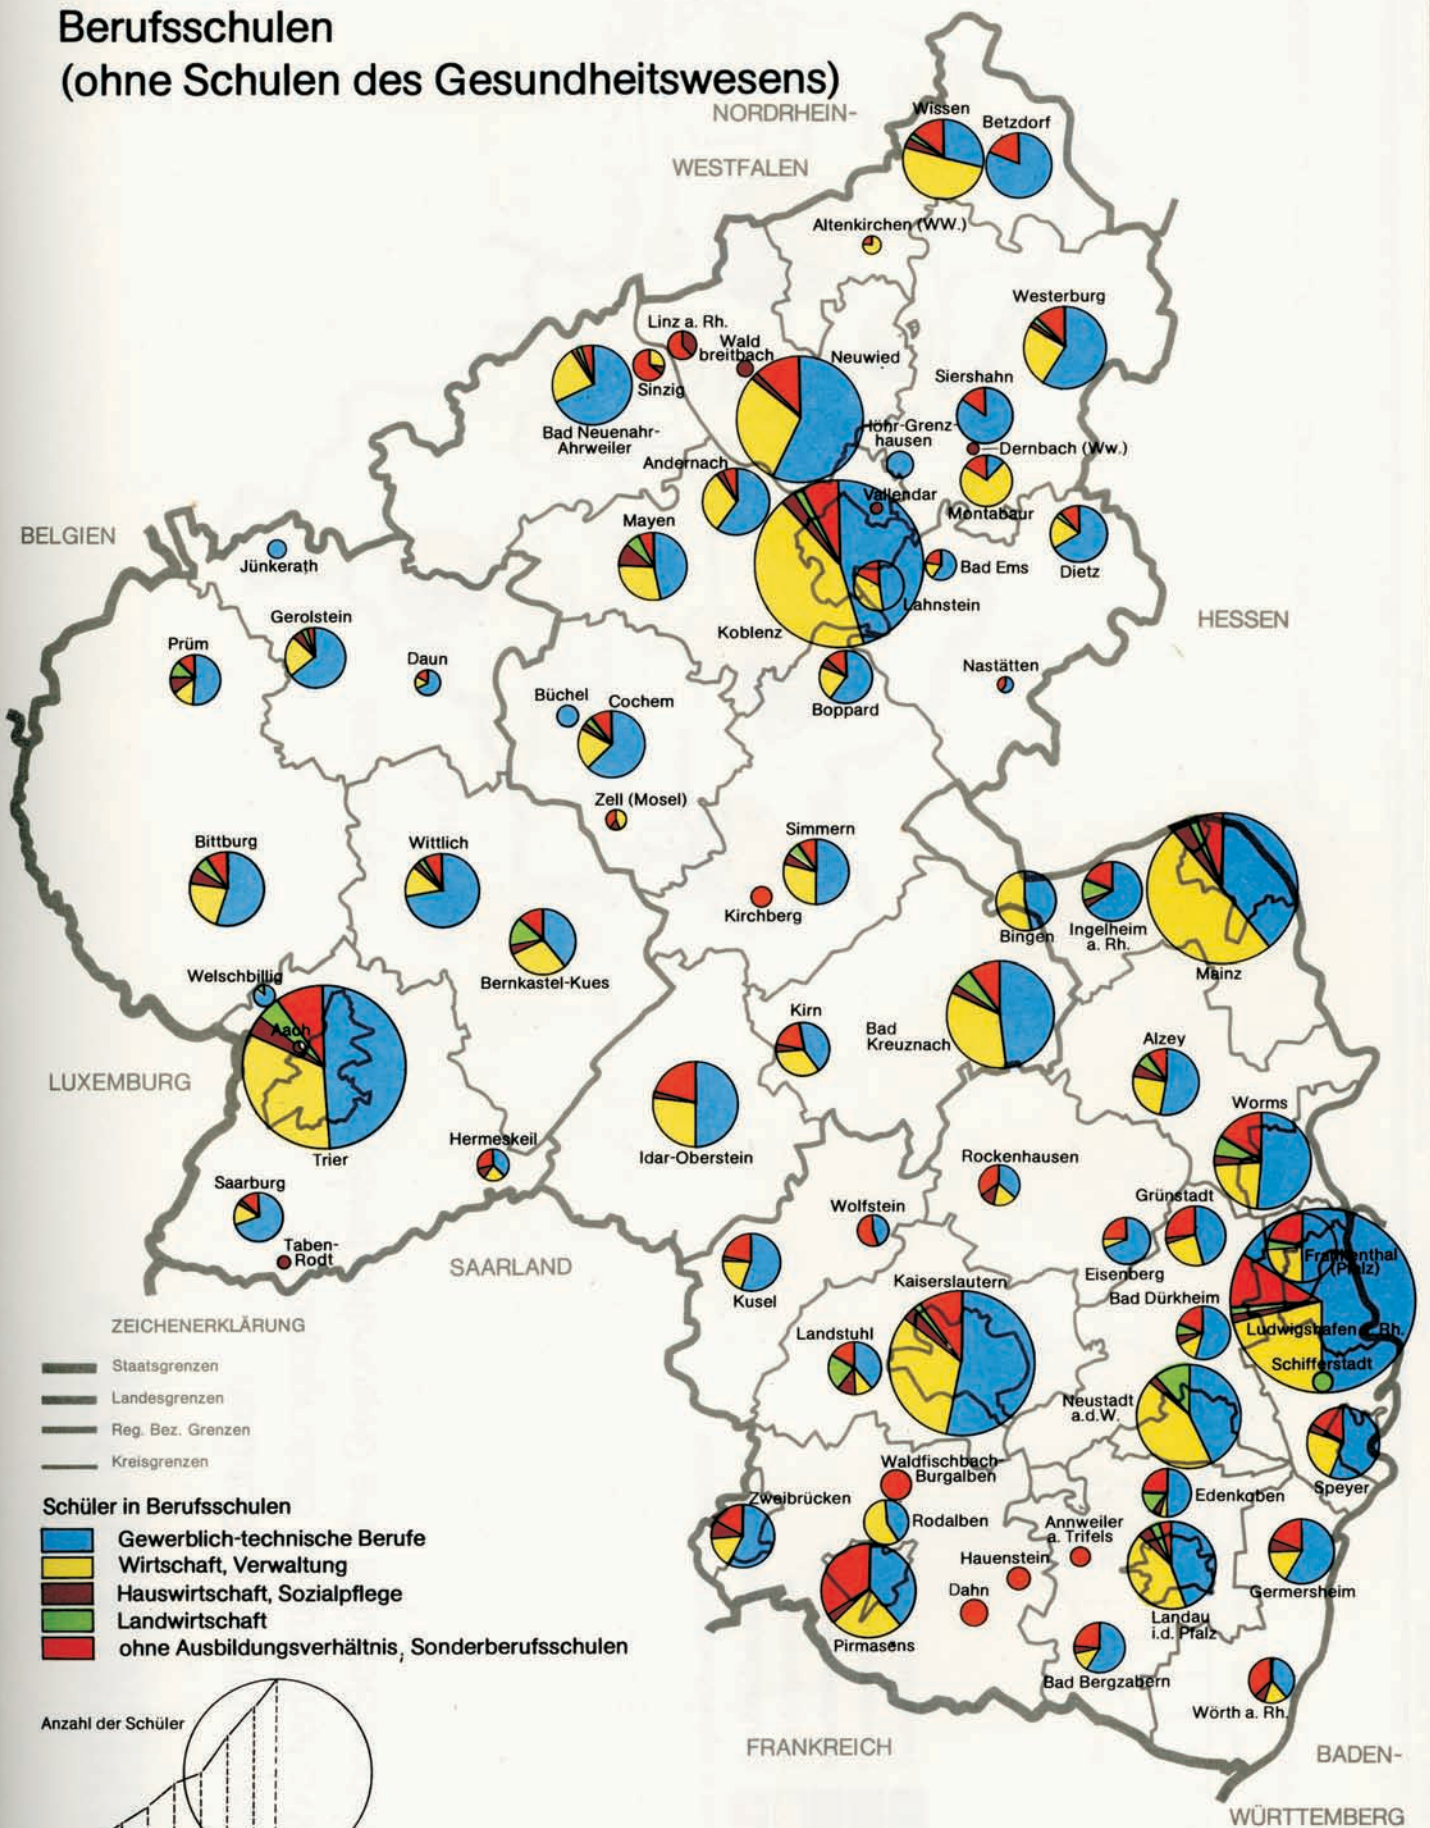 Berufsschulen
(ohne Schulen des Gesundheitswesens)
NORDRHEIN-
WESTFALEN
Wissen
Betzdorf
Altenkirchen (WW.)
Westerburg
Linz a. Rh.
Wald
breitbach
Neuwied
Sinzig
Siershahn
Bad Neuenahr-
Ahrweiler
Höhr-Grenz-
hausen
Dernbach (Ww.)
Andernach
Vallendar
Montabaur
Mayen
BELGIEN
Jünkerath
Bad Ems
Dietz
Lahnstein
Koblenz
HESSEN
Gerolstein
Prüm
Daun
Nastätten
Büchel
Cochem
Boppard
Zell (Mosel)
Simmern
Bittburg
Wittlich
Kirchberg
Bingen
Ingelheim
a. Rh.
Mainz
Welschbillig
Bernkastel-Kues
Kirn
Bad
Kreuznach
Aach
Alzey
LUXEMBURG
Worms
Trier
Hermeskeil
Idar-Oberstein
Rockenhausen
Saarburg
Grünstadt
Wolfstein
Taben-
Rodt
SAARLAND
Frankenthal
(Pfalz)
Eisenberg
Kaiserslautern
Kusel
Bad Dürkheim
ZEICHENERKLÄRUNG
Landstuhl
Ludwigshafen a. Rh.
Schifferstadt
Staatsgrenzen
Landesgrenzen
Neustadt
a.d.W.
Reg. Bez. Grenzen
Kreisgrenzen
Waldfischbach-
Burgalben
Speyer
Zweibrücken
Edenkoben
Schüler in Berufsschulen
Rodalben
Annweiler
a. Trifels
Gewerblich-technische Berufe
Wirtschaft, Verwaltung
Hauenstein
Hauswirtschaft, Sozialpflege
Dahn
Germersheim
Landwirtschaft
Landau
i.d. Pfalz
ohne Ausbildungsverhältnis, Sonderberufsschulen
Pirmasens
Bad Bergzabern
Wörth a. Rh.
Anzahl der Schüler
FRANKREICH
BADEN-
WÜRTTEMBERG